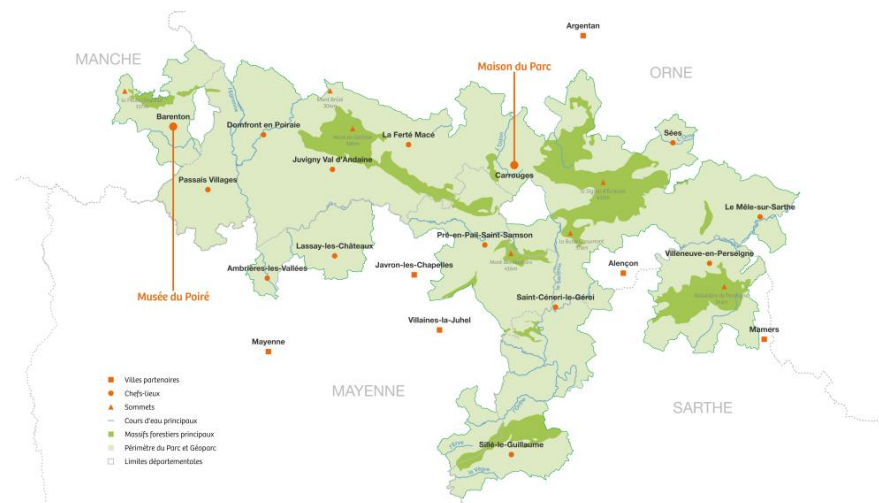 Argentan
MANCHE
Maison du Parc
ORNE
Barenton
Domfront en Poiraie
La Ferté Macé
Sées
Juvigny Val d'Andaine
Carrouges
Passais Villages
Le Mêle-sur-Sarthe
Pré-en-Pail-Saint-Samson
Lassay-les-Châteaux
Villeneuve-en-Perseigne
Javron-les-Chapelles
Alençon
Ambrières-les-Vallées
Musée du Poiré
Saint-Céneri-le-Gérei
Villaines-la-Juhel
Mayenne
Mamers
Villes partenaires
MAYENNE
Chefs-lieux
SARTHE
Sommets
Cours d'eau principaux
Massifs forestiers principaux
Périmètre du Parc et Géoparc
Sillé-le-Guillaume
Limites départementales
la Vègre